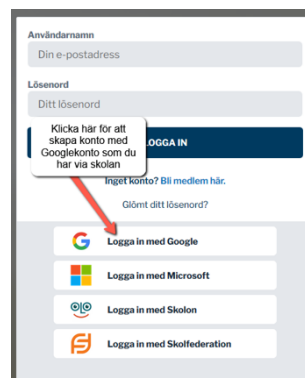 Användarnamn
Din e-postadress
Lösenord
Ditt lösenord
Klicka här för att
skapa konto med
Googlekonto som du
har via skolan
LOGGA IN
Inget konto? Bli medlem här.
Glömt ditt lösenord?
Logga in med Google
Logga in med Microsoft
Logga in med Skolon
Logga in med Skolfederation